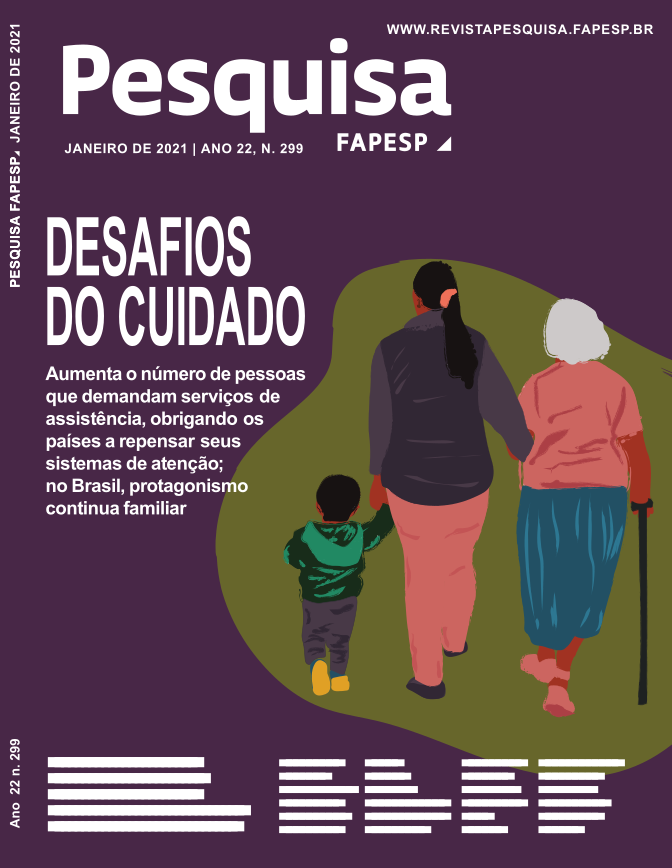 WWW.REVISTAPESQUISA.FAPESP.BR
Pesquisa
JANEIRO DE 2021 | ANO 22, N. 299
FAPESP
DESAFIOS
DO CUIDADO
Aumenta o número de pessoas
que demandam serviços de
assistência, obrigando os
países a repensar seus
sistemas de atenção;
no Brasil, protagonismo
continua familiar
PESQUISA FAPESP JANEIRO DE 2021
Ano 22 n. 299